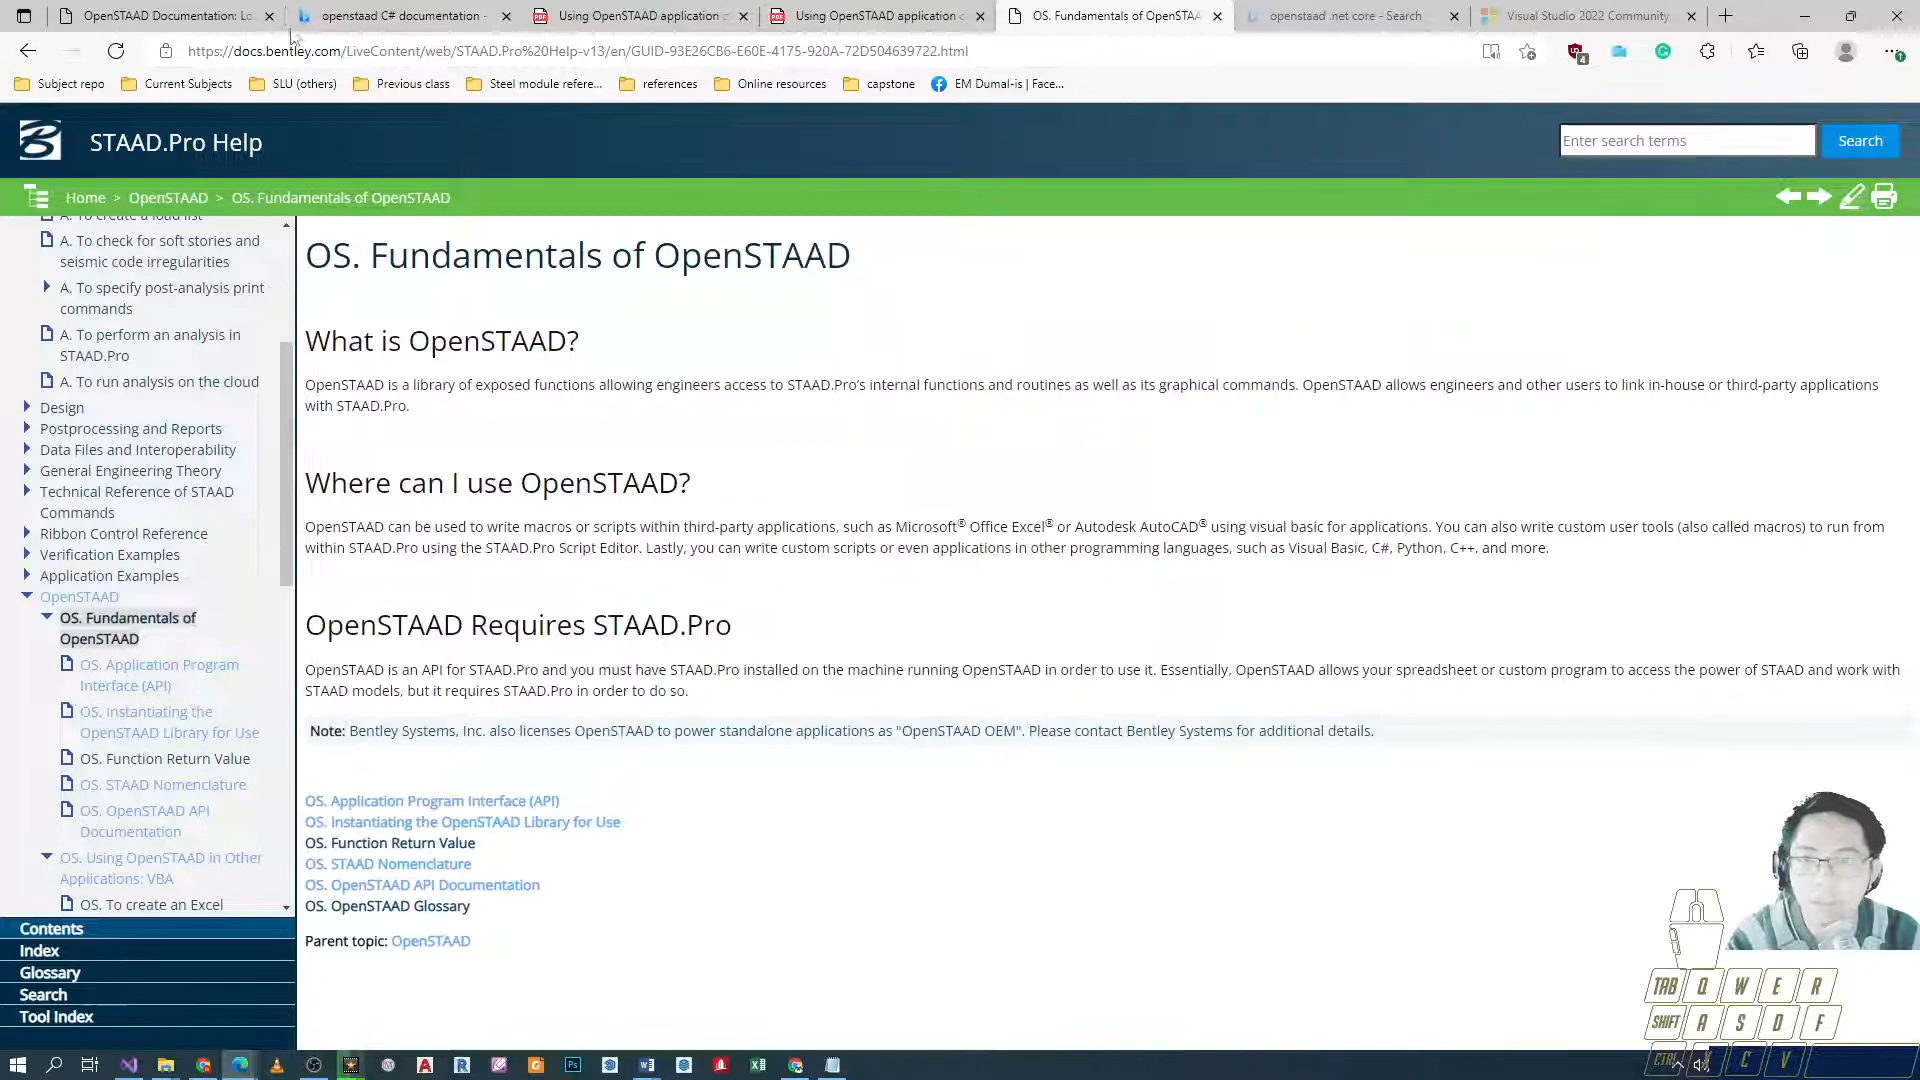 OpenSTAAD Documentation: Lo
openstaad C# documentation -
Using OpenSTAAD application
Using OpenSTAAD application
OS. Fundamentals of OpenSTAA
openstaad .net core - Search
Visual Studio 2022 Community
https://docs.bentley.com/LiveContent/web/STAAD.Pro%20Help-v13/en/GUID-93E26CB6-E60E-4175-920A-72D504639722.html
4
Subject repo
Current Subjects
SLU (others)
Previous class
Steel module refere...
references
Online resources
capstone
EM Dumal-is | Face...
STAAD.Pro Help
Enter search terms
Search
Home > OpenSTAAD > OS. Fundamentals of OpenSTAAD
A. To create a load list
A. To check for soft stories and
seismic code irregularities
A. To specify post-analysis print
commands
A. To perform an analysis in
STAAD.Pro
A. To run analysis on the cloud
Design
Postprocessing and Reports
Data Files and Interoperability
General Engineering Theory
Technical Reference of STAAD
Commands
Ribbon Control Reference
Verification Examples
Application Examples
OpenSTAAD
OS. Fundamentals of
OpenSTAAD
OS. Application Program
Interface (API)
OS. Instantiating the
OpenSTAAD Library for Use
OS. Function Return Value
OS. STAAD Nomenclature
OS. OpenSTAAD API
Documentation
OS. Using OpenSTAAD in Other
Applications: VBA
OS. To create an Excel
Contents
Index
Glossary
Search
Tool Index
OS. Fundamentals of OpenSTAAD
What is OpenSTAAD?
OpenSTAAD is a library of exposed functions allowing engineers access to STAAD.Pro's internal functions and routines as well as its graphical commands. OpenSTAAD allows engineers and other users to link in-house or third-party applications
with STAAD.Pro.
Where can I use OpenSTAAD?
OpenSTAAD can be used to write macros or scripts within third-party applications, such as Microsoft® Office Excel® or Autodesk AutoCAD® using visual basic for applications. You can also write custom user tools (also called macros) to run from
within STAAD.Pro using the STAAD.Pro Script Editor. Lastly, you can write custom scripts or even applications in other programming languages, such as Visual Basic, C#, Python, C++, and more.
OpenSTAAD Requires STAAD.Pro
OpenSTAAD is an API for STAAD.Pro and you must have STAAD.Pro installed on the machine running OpenSTAAD in order to use it. Essentially, OpenSTAAD allows your spreadsheet or custom program to access the power of STAAD and work with
STAAD models, but it requires STAAD.Pro in order to do so.
Note: Bentley Systems, Inc. also licenses OpenSTAAD to power standalone applications as "OpenSTAAD OEM". Please contact Bentley Systems for additional details.
OS. Application Program Interface (API)
OS. Instantiating the OpenSTAAD Library for Use
OS. Function Return Value
OS. STAAD Nomenclature
OS. OpenSTAAD API Documentation
OS. OpenSTAAD Glossary
Parent topic: OpenSTAAD
TAB Q W E R
SHIFT A S D F
CTRL X C V